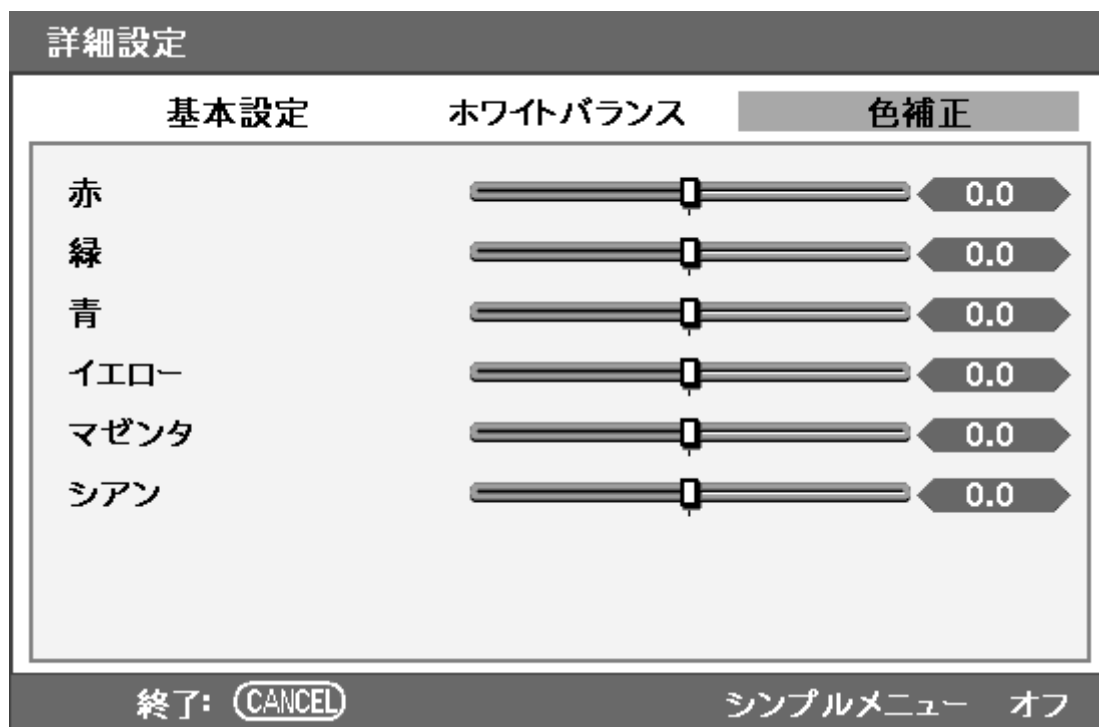 詳細設定
基本設定 ホワイトバランス 色補正
赤 0.0
緑 0.0
青 0.0
イエロー 0.0
マゼンタ 0.0
シアン 0.0
終了: CANCEL シンプルメニュー オフ